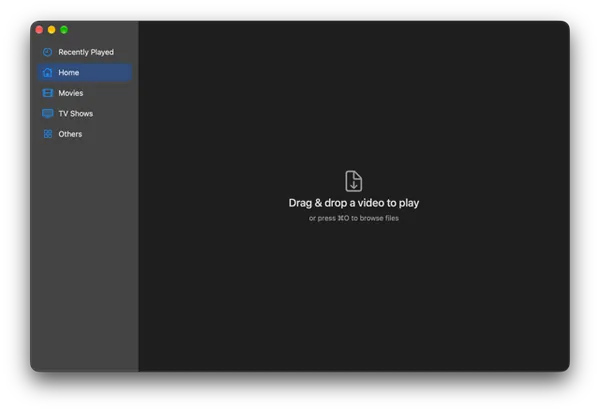 Recently Played
Home
Movies
TV Shows
Others
Drag & drop a video to play
or press ⌘O to browse files